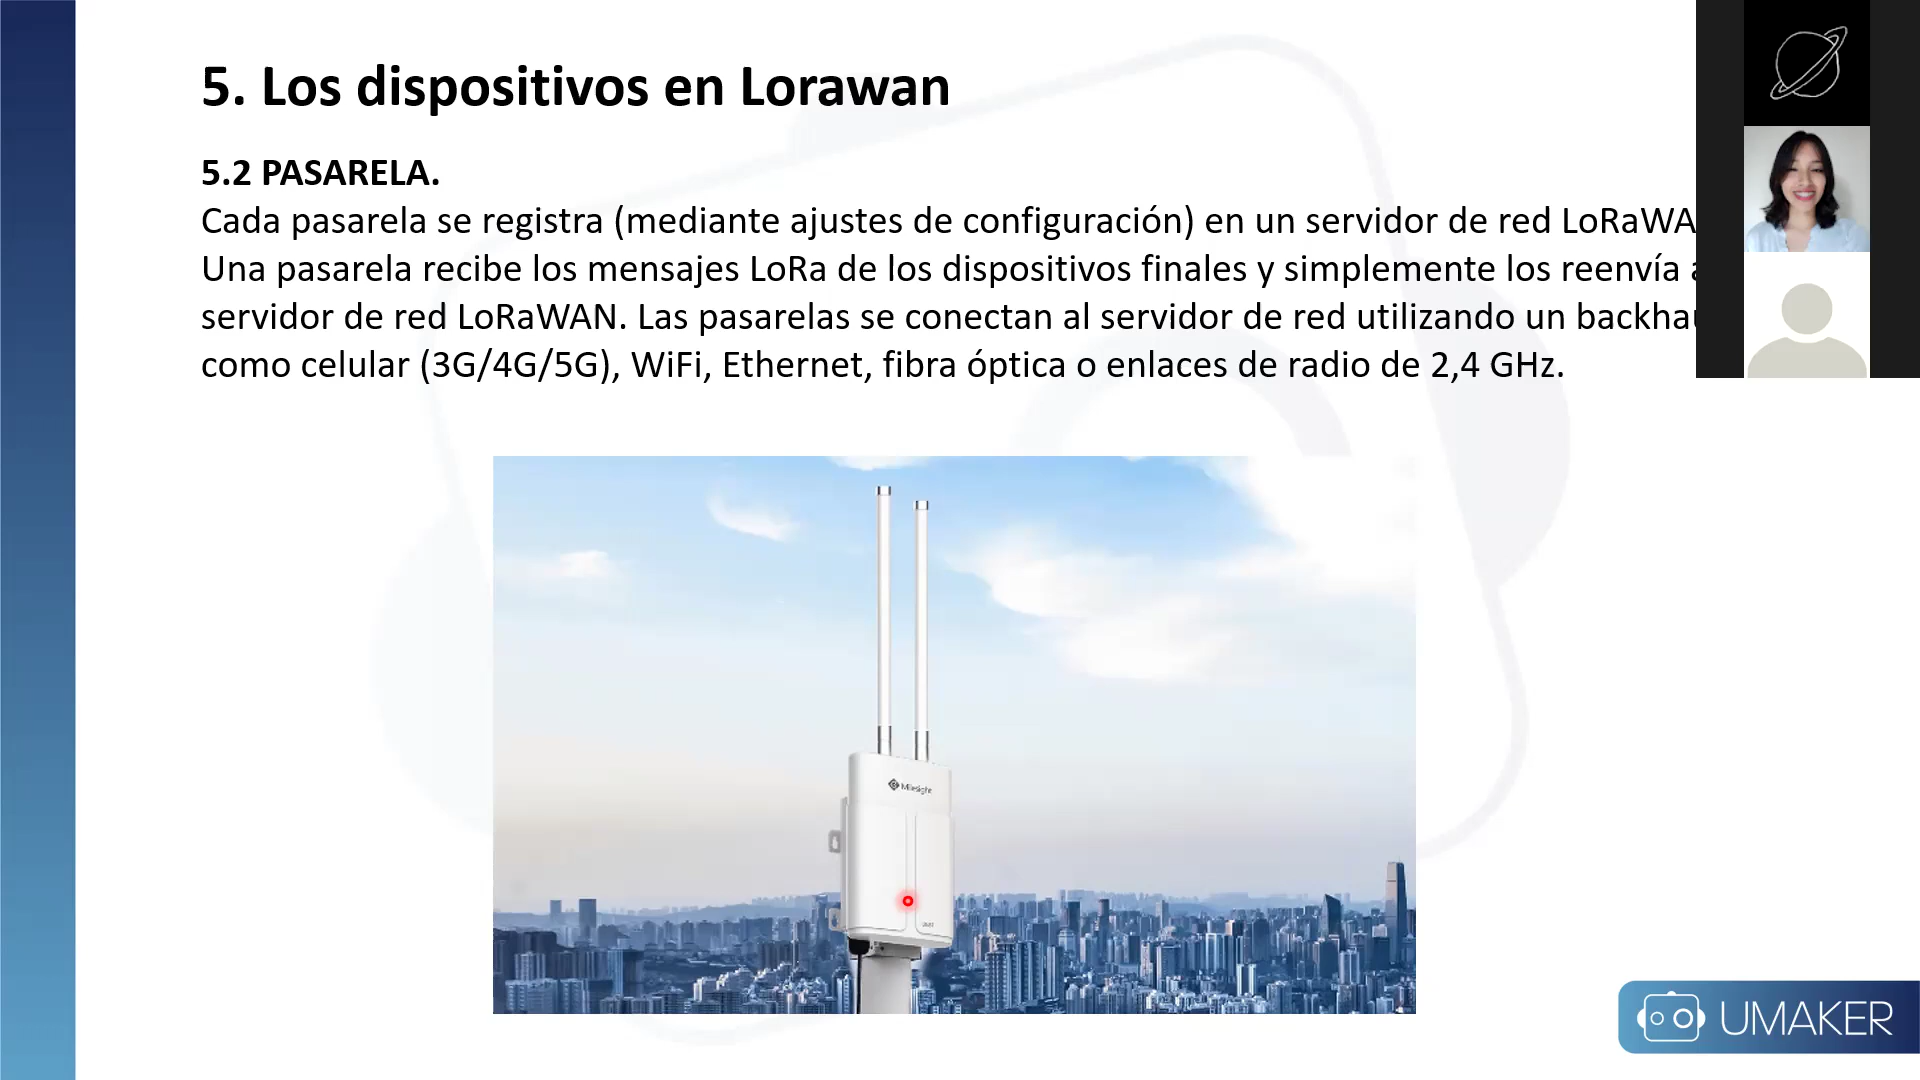 5. Los dispositivos en Lorawan
5.2 PASARELA.
Cada pasarela se registra (mediante ajustes de configuración) en un servidor de red LoRaWA
Una pasarela recibe los mensajes LoRa de los dispositivos finales y simplemente los reenvía
servidor de red LoRaWAN. Las pasarelas se conectan al servidor de red utilizando un backhau
como celular (3G/4G/5G), WiFi, Ethernet, fibra óptica o enlaces de radio de 2,4 GHz.
Milesight
UMAKER